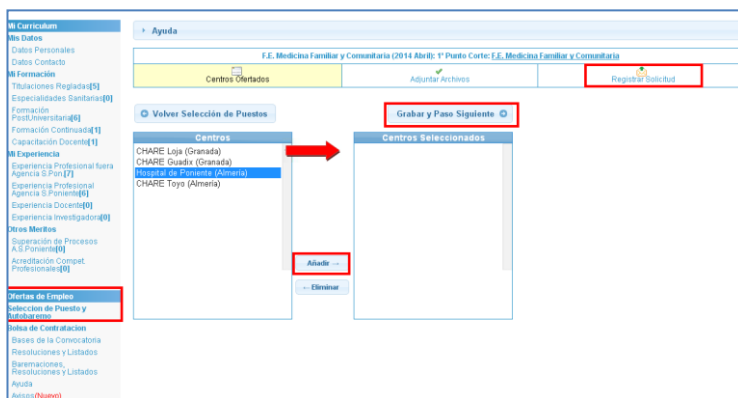 Mi Curriculum
Mis Datos
Datos Personales
Datos Contacto
Mi Formación
Titulaciones Regladas[5]
Especialidades Sanitarias[0]
Formación
PostUniversitaria[6]
Formación Continuada[1]
Capacitación Docente[1]
Mi Experiencia
Experiencia Profesional fuera
Agencia S.Pon.[7]
Experiencia Profesional
Agencia S.Poniente[6]
Experiencia Docente[0]
Experiencia Investigadora[0]
Otros Meritos
Superación de Procesos
A.S.Poniente[0]
Acreditación Compet.
Profesionales[0]
Ofertas de Empleo
Seleccion de Puesto y
Autobaremo
Bolsa de Contratacion
Bases de la Convocatoria
Resoluciones y Listados
Baremaciones,
Resoluciones y Listados
Ayuda
Avisos(Nuevo)
Ayuda
F.E. Medicina Familiar y Comunitaria (2014 Abril): 1º Punto Corte: F.E. Medicina Familiar y Comunitaria
Centros Ofertados
Adjuntar Archivos
Registrar Solicitud
Volver Selección de Puestos
Grabar y Paso Siguiente
Centros
CHARE Loja (Granada)
CHARE Guadix (Granada)
Hospital de Poniente (Almería)
CHARE Toyo (Almería)
Añadir →
← Eliminar
Centros Seleccionados